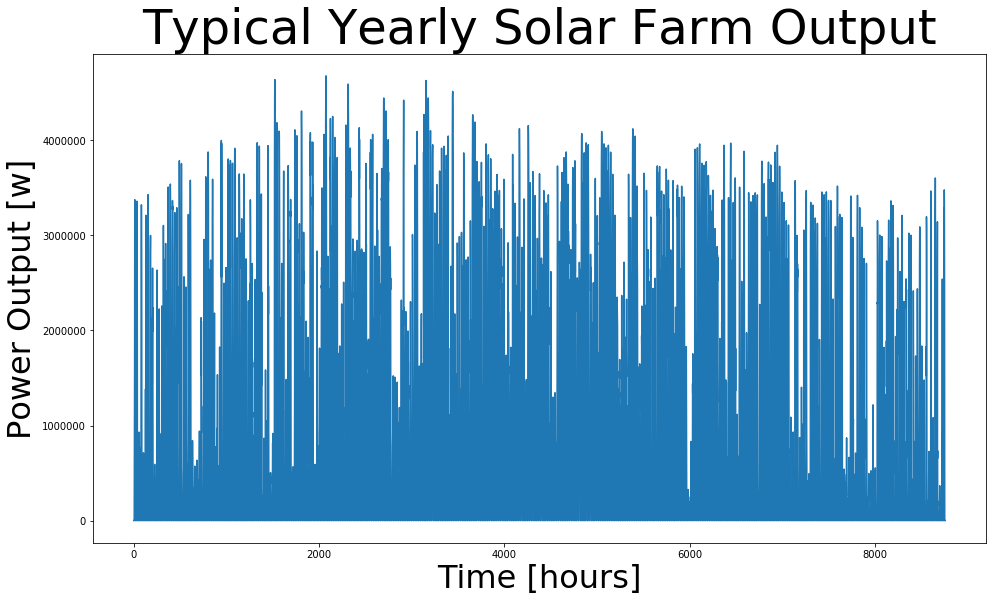 Typical Yearly Solar Farm Output
Power Output [w]
4000000
3000000
2000000
1000000
0
0 2000 4000 6000 8000
Time [hours]